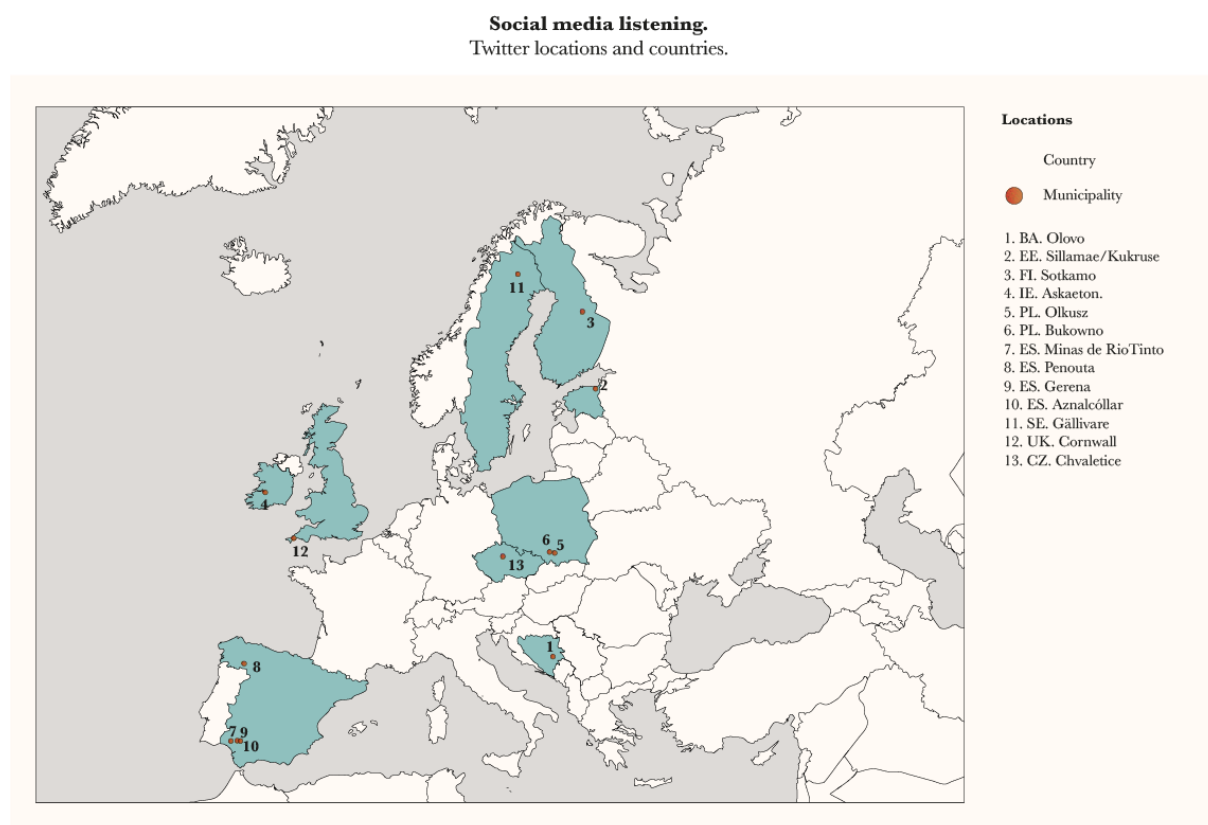 Social media listening.
Twitter locations and countries.
Locations
Country
Municipality
1. BA. Olovo
2. EE. Sillamae/Kukruse
3. FI. Sotkamo
4. IE. Askaeton.
5. PL. Olkusz
6. PL. Bukowno
7. ES. Minas de RioTinto
8. ES. Penouta
9. ES. Gerena
10. ES. Aznalcóllar
11. SE. Gällivare
12. UK. Cornwall
13. CZ. Chvaletice
11
3
2
4
12
6 5
13
1
8
7 9
10